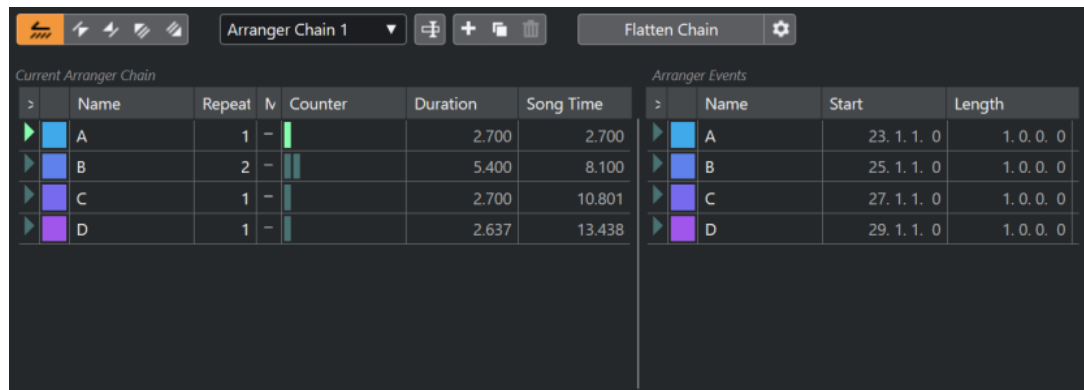 Arranger Chain 1 Flatten Chain
Current Arranger Chain Arranger Events
Name Repeat M Counter Duration Song Time Name Start Length
A 1 – 2.700 2.700 A 23. 1. 1. 0 1. 0. 0. 0
B 2 – 5.400 8.100 B 25. 1. 1. 0 1. 0. 0. 0
C 1 – 2.700 10.801 C 27. 1. 1. 0 1. 0. 0. 0
D 1 – 2.637 13.438 D 29. 1. 1. 0 1. 0. 0. 0